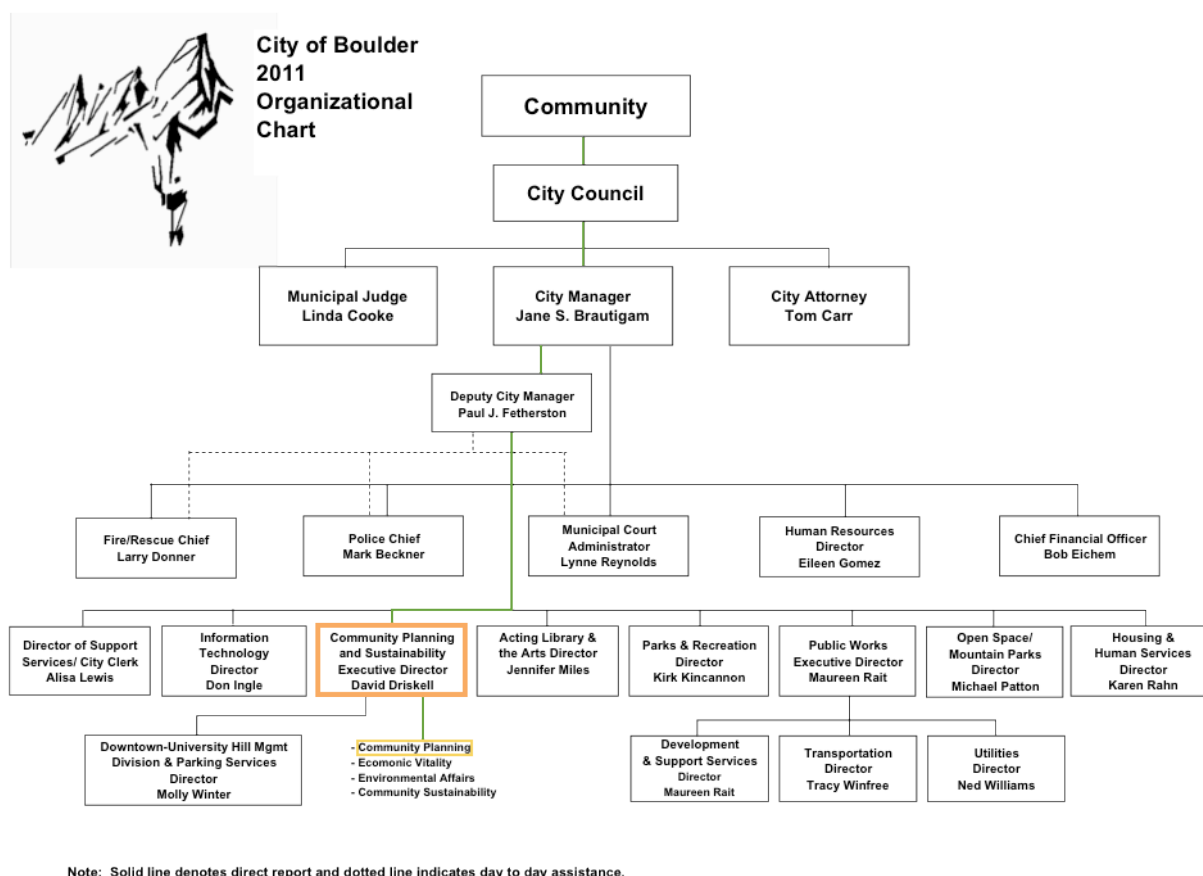 City of Boulder
2011
Organizational
Chart
Community
City Council
Municipal Judge
Linda Cooke
City Manager
Jane S. Brautigam
City Attorney
Tom Carr
Deputy City Manager
Paul J. Fetherston
Fire/Rescue Chief
Larry Donner
Police Chief
Mark Beckner
Municipal Court
Administrator
Lynne Reynolds
Human Resources
Director
Eileen Gomez
Chief Financial Officer
Bob Eichem
Director of Support
Services/ City Clerk
Alisa Lewis
Information
Technology
Director
Don Ingle
Community Planning
and Sustainability
Executive Director
David Driskell
Acting Library &
the Arts Director
Jennifer Miles
Parks & Recreation
Director
Kirk Kincannon
Public Works
Executive Director
Maureen Rait
Open Space/
Mountain Parks
Director
Michael Patton
Housing &
Human Services
Director
Karen Rahn
Downtown-University Hill Mgmt
Division & Parking Services
Director
Molly Winter
- Community Planning
- Ecomonic Vitality
- Environmental Affairs
- Community Sustainability
Development
& Support Services
Director
Maureen Rait
Transportation
Director
Tracy Winfree
Utilities
Director
Ned Williams
Note: Solid line denotes direct report and dotted line indicates day to day assistance.